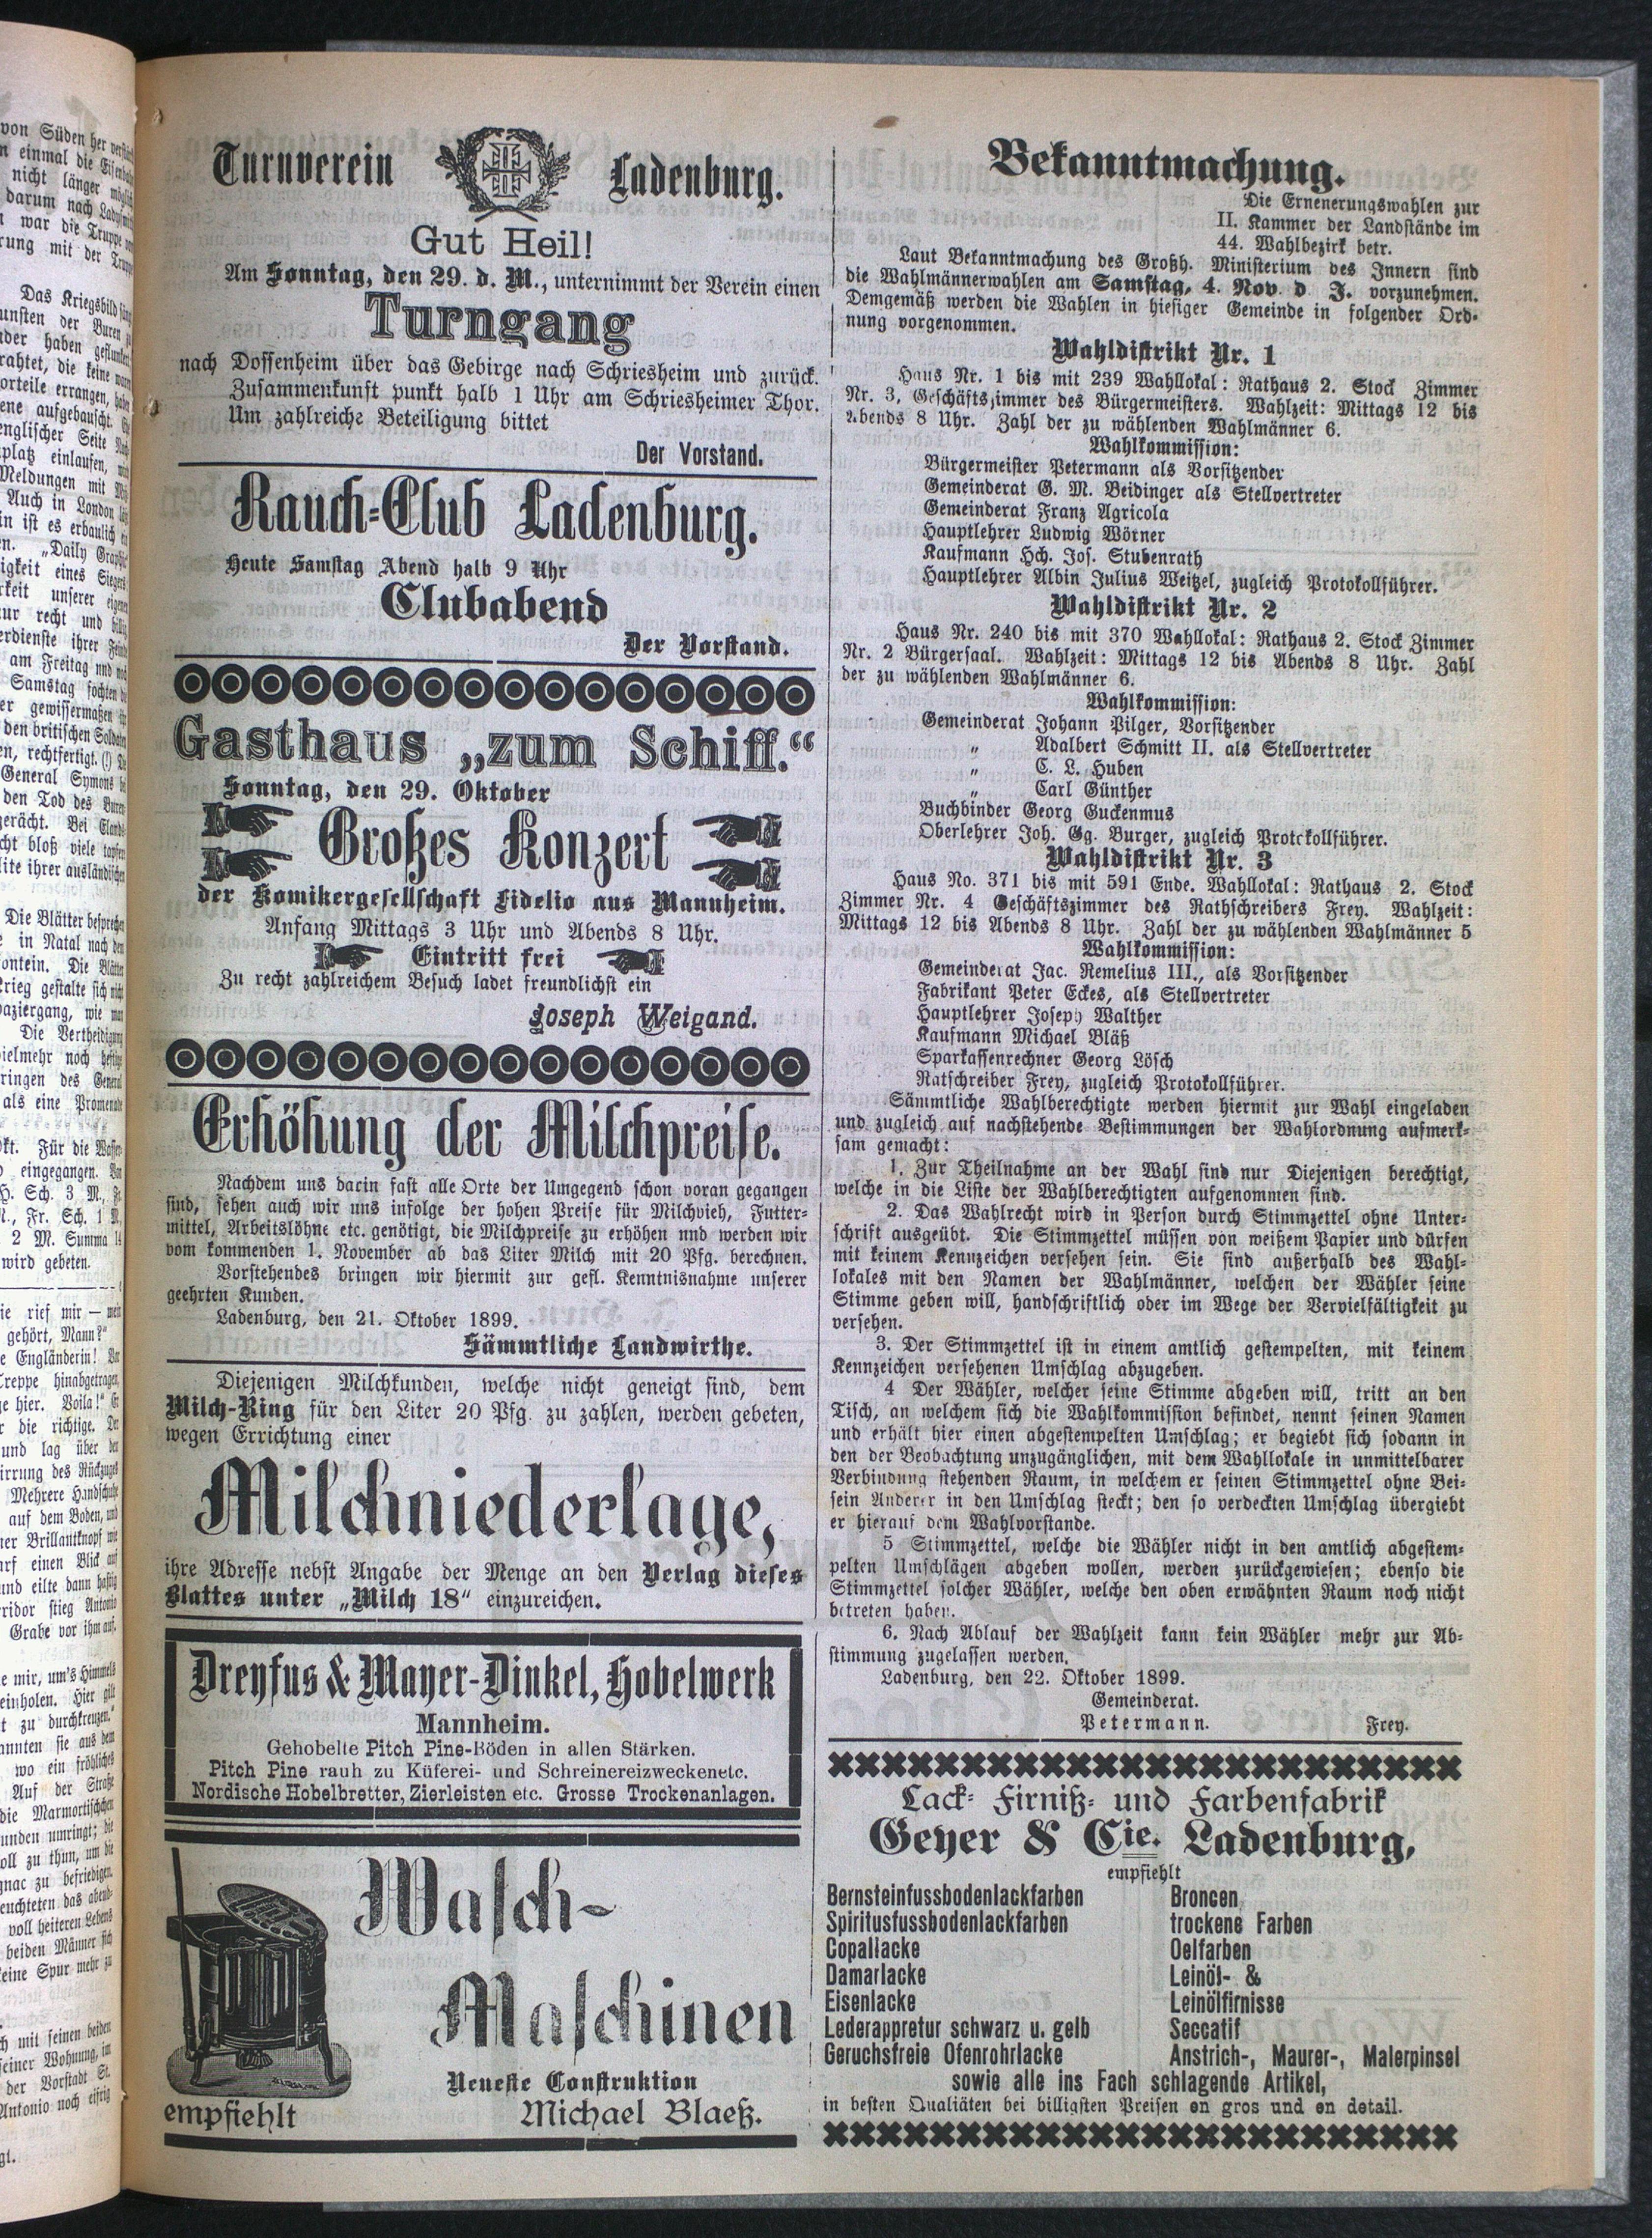 Turnverein Ladenburg.
Gut Heil!
Am Sonntag, den 29. d. M., unternimmt der Verein einen
Turngang
nach Dossenheim über das Gebirge nach Schriesheim und zurück.
Zusammenkunft punkt halb 1 Uhr am Schriesheimer Thor.
Um zahlreiche Beteiligung bittet
Der Vorstand.
Rauch-Club Ladenburg.
Heute Samstag Abend halb 9 Uhr
Clubabend
Der Vorstand.
Gasthaus „zum Schiff.“
Sonntag, den 29. Oktober
Großes Konzert
der Komikergesellschaft Fidelio aus Mannheim.
Anfang Mittags 3 Uhr und Abends 8 Uhr.
Eintritt frei
Zu recht zahlreichem Besuch ladet freundlichst ein
Joseph Weigand.
Erhöhung der Milchpreise.
Nachdem uns darin fast alle Orte der Umgegend schon voran gegangen
sind, sehen auch wir uns infolge der hohen Preise für Milchvieh, Futter-
mittel, Arbeitslöhne etc. genötigt, die Milchpreise zu erhöhen nnd werden wir
vom kommenden 1. November ab das Liter Milch mit 20 Pfg. berechnen.
Vorstehendes bringen wir hiermit zur gefl. Kenntnisnahme unserer
geehrten Kunden.
Ladenburg, den 21. Oktober 1899.
Sämmtliche Landwirthe.
Diejenigen Milchkunden, welche nicht geneigt sind, dem
Milch-Ring für den Liter 20 Pfg. zu zahlen, werden gebeten,
wegen Errichtung einer
Milchniederlage,
ihre Adresse nebst Angabe der Menge an den Verlag dieses
Blattes unter „Milch 18“ einzureichen.
Dreyfus & Mayer-Dinkel, Hobelwerk
Mannheim.
Gehobelte Pitch Pine-Böden in allen Stärken.
Pitch Pine rauh zu Küferei- und Schreinereizweckenetc.
Nordische Hobelbretter, Zierleisten etc. Grosse Trockenanlagen.
Wasch-
Maschinen
Neueste Construktion
empfiehlt Michael Blaeß.
Bekanntmachung.
Die Ernenerungswahlen zur
II. Kammer der Landstände im
44. Wahlbezirk betr.
Laut Bekanntmachung des Großh. Ministerium des Innern sind
die Wahlmännerwahlen am Samstag, 4. Nov. d J. vorzunehmen.
Demgemäß werden die Wahlen in hiesiger Gemeinde in folgender Ord-
nung vorgenommen.
Wahldistrikt Nr. 1
Haus Nr. 1 bis mit 239 Wahllokal: Rathaus 2. Stock Zimmer
Nr. 3, Geschäftszimmer des Bürgermeisters. Wahlzeit: Mittags 12 bis
Abends 8 Uhr. Zahl der zu wählenden Wahlmänner 6.
Wahlkommission:
Bürgermeister Petermann als Vorsitzender
Gemeinderat G. M. Beidinger als Stellvertreter
Gemeinderat Franz Agricola
Hauptlehrer Ludwig Wörner
Kaufmann Hch. Jos. Stubenrath
Hauptlehrer Albin Julius Weitzel, zugleich Protokollführer.
Wahldistrikt Nr. 2
Haus Nr. 240 bis mit 370 Wahllokal: Rathaus 2. Stock Zimmer
Nr. 2 Bürgersaal. Wahlzeit: Mittags 12 bis Abends 8 Uhr. Zahl
der zu wählenden Wahlmänner 6.
Wahlkommission:
Gemeinderat Johann Pilger, Vorsitzender
„ Adalbert Schmitt II. als Stellvertreter
„ C. L. Huben
„ Carl Günther
Buchbinder Georg Guckenmus
Oberlehrer Joh. Gg. Burger, zugleich Protokollführer.
Wahldistrikt Nr. 3
Haus No. 371 bis mit 591 Ende. Wahllokal: Rathaus 2. Stock
Zimmer Nr. 4 Geschäftszimmer des Rathschreibers Frey. Wahlzeit:
Mittags 12 bis Abends 8 Uhr. Zahl der zu wählenden Wahlmänner 5
Wahlkommission:
Gemeinderat Jac. Remelius III., als Vorsitzender
Fabrikant Peter Eckes, als Stellvertreter
Hauptlehrer Joseph Walther
Kaufmann Michael Bläß
Sparkassenrechner Georg Lösch
Ratschreiber Frey, zugleich Protokollführer.
Sämmtliche Wahlberechtigte werden hiermit zur Wahl eingeladen
und zugleich auf nachstehende Bestimmungen der Wahlordnung aufmerk-
sam gemacht:
1. Zur Theilnahme an der Wahl sind nur Diejenigen berechtigt,
welche in die Liste der Wahlberechtigten aufgenommen sind.
2. Das Wahlrecht wird in Person durch Stimmzettel ohne Unter-
schrift ausgeübt. Die Stimmzettel müssen von weißem Papier und dürfen
mit keinem Kennzeichen versehen sein. Sie sind außerhalb des Wahl-
lokales mit den Namen der Wahlmänner, welchen der Wähler seine
Stimme geben will, handschriftlich oder im Wege der Vervielfältigkeit zu
versehen.
3. Der Stimmzettel ist in einem amtlich gestempelten, mit keinem
Kennzeichen versehenen Umschlag abzugeben.
4 Der Wähler, welcher seine Stimme abgeben will, tritt an den
Tisch, an welchem sich die Wahlkommission befindet, nennt seinen Namen
und erhält hier einen abgestempelten Umschlag; er begiebt sich sodann in
den der Beobachtung unzugänglichen, mit dem Wahllokale in unmittelbarer
Verbindung stehenden Raum, in welchem er seinen Stimmzettel ohne Bei-
sein Anderer in den Umschlag steckt; den so verdeckten Umschlag übergiebt
er hierauf dem Wahlvorstande.
5 Stimmzettel, welche die Wähler nicht in den amtlich abgestem-
pelten Umschlägen abgeben wollen, werden zurückgewiesen; ebenso die
Stimmzettel solcher Wähler, welche den oben erwähnten Raum noch nicht
betreten haben.
6. Nach Ablauf der Wahlzeit kann kein Wähler mehr zur Ab-
stimmung zugelassen werden.
Ladenburg, den 22. Oktober 1899.
Gemeinderat.
Petermann. Frey.
Lack- Firniß- und Farbenfabrik
Geyer & Cie. Ladenburg,
empfiehlt
Bernsteinfussbodenlackfarben Broncen
Spiritusfussbodenlackfarben trockene Farben
Copallacke Oelfarben
Damarlacke Leinöl- &
Eisenlacke Leinölfirnisse
Lederappretur schwarz u. gelb Seccatif
Geruchsfreie Ofenrohrlacke Anstrich-, Maurer-, Malerpinsel
sowie alle ins Fach schlagende Artikel,
in besten Qualiäten bei billigsten Preisen en gros und en detail.